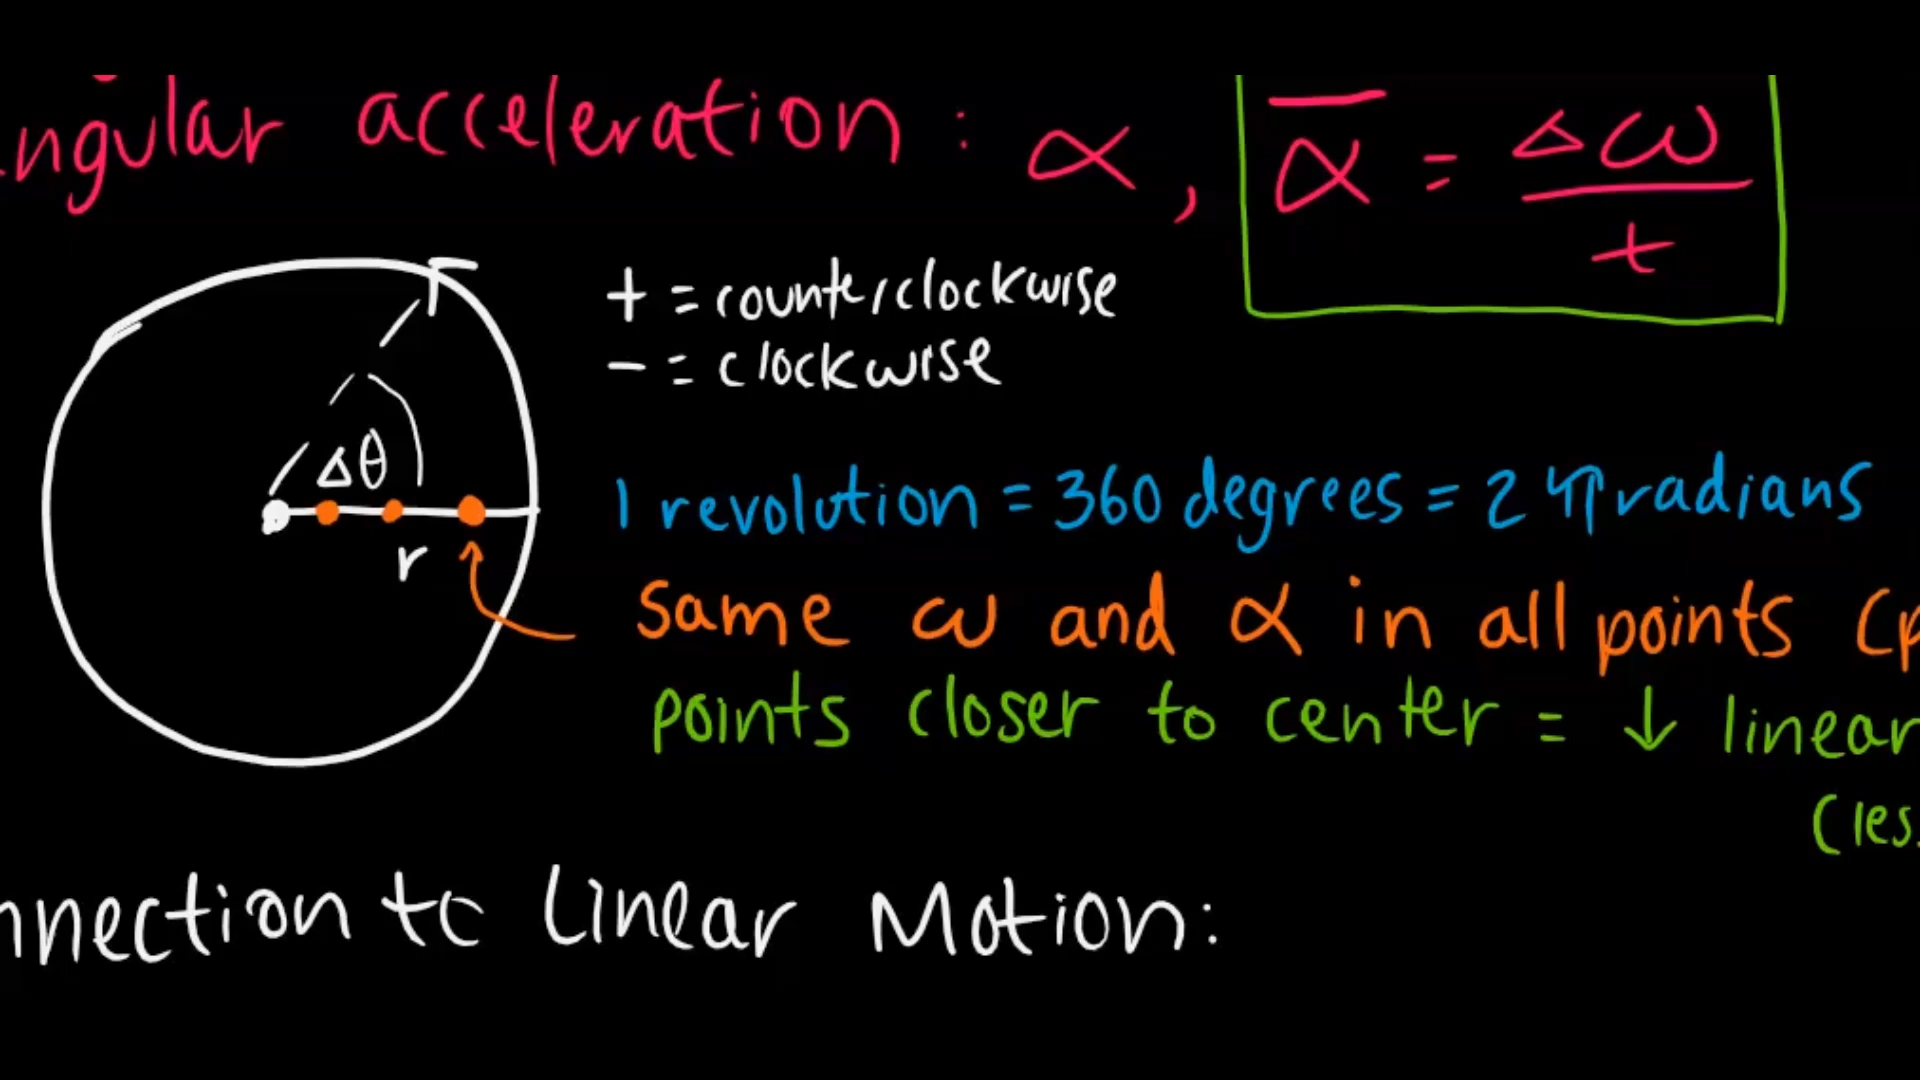 ngular acceleration: α, ᾱ = Δω / t
+ = counterclockwise
- = clockwise
Δθ
r
1 revolution = 360 degrees = 2π radians
same ω and α in all points (p
points closer to center = ↓ linear
(les
nnection to Linear Motion: